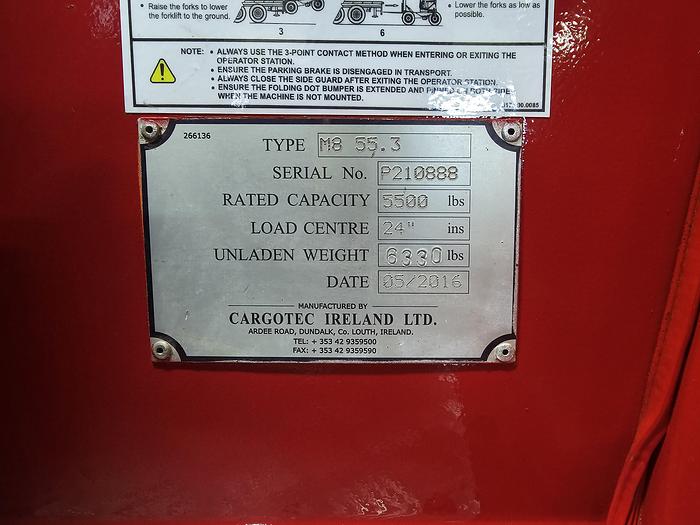 • Raise the forks to lower
the forklift to the ground.
• Lower the forks as low as
possible.
3
6
NOTE: • ALWAYS USE THE 3-POINT CONTACT METHOD WHEN ENTERING OR EXITING THE
OPERATOR STATION.
• ENSURE THE PARKING BRAKE IS DISENGAGED IN TRANSPORT.
• ALWAYS CLOSE THE SIDE GUARD AFTER EXITING THE OPERATOR STATION.
• ENSURE THE FOLDING DOT BUMPER IS EXTENDED AND PINNED ON BOTH SIDES
WHEN THE MACHINE IS NOT MOUNTED.
266136
TYPE M8 55.3
SERIAL No. P210888
RATED CAPACITY 5500 lbs
LOAD CENTRE 24" ins
UNLADEN WEIGHT 6330 lbs
DATE 05/2016
MANUFACTURED BY
CARGOTEC IRELAND LTD.
ARDEE ROAD, DUNDALK, Co. LOUTH, IRELAND.
TEL: + 353 42 9359500
FAX: + 353 42 9359590